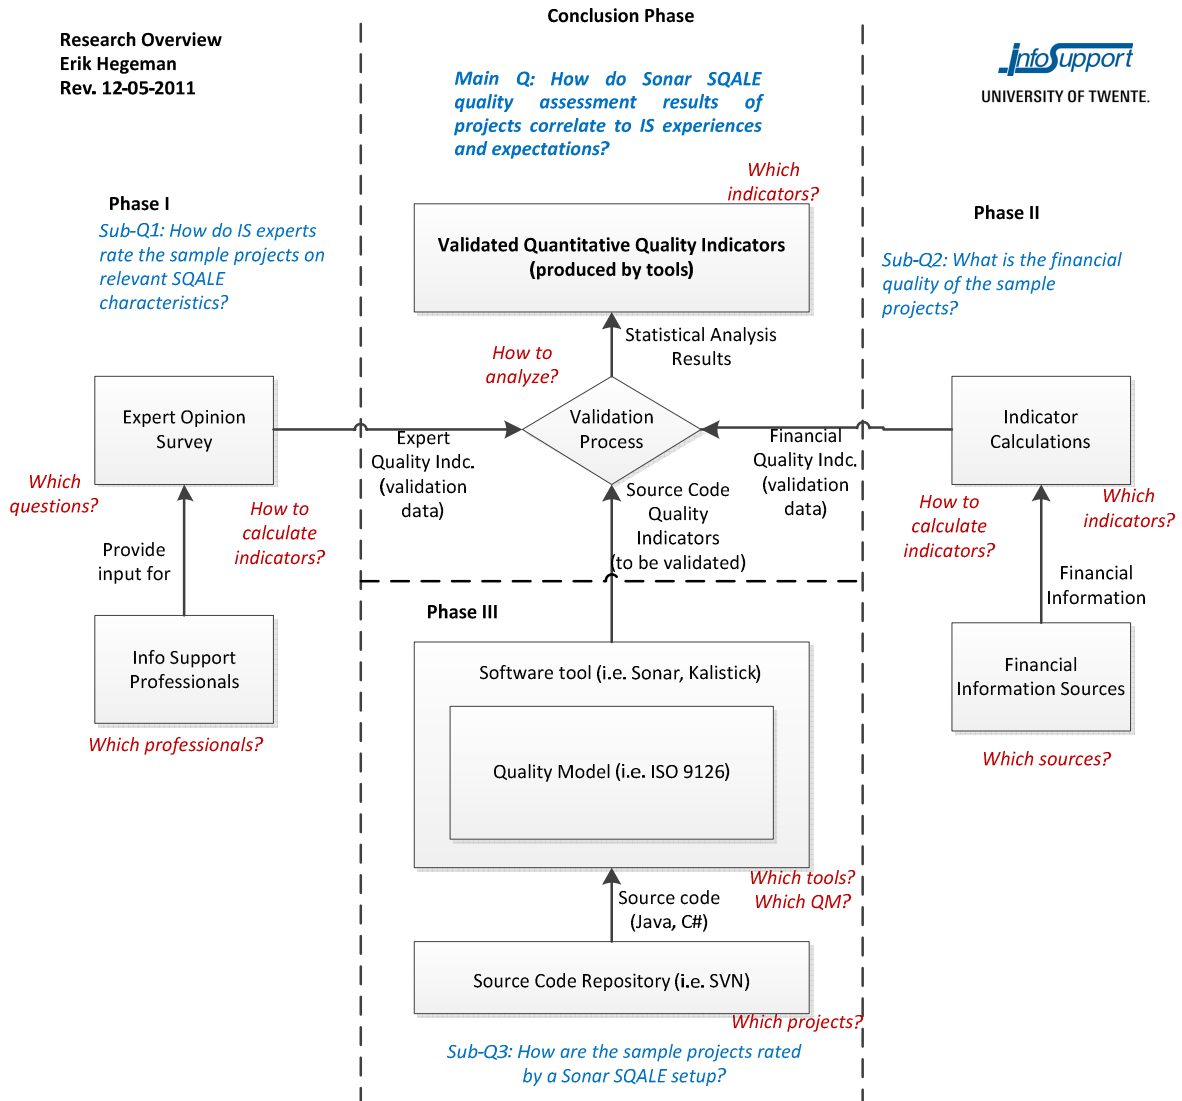 Research Overview
Erik Hegeman
Rev. 12-05-2011
Conclusion Phase
Main Q: How do Sonar SQALE
quality assessment results of
projects correlate to IS experiences
and expectations?
InfoSupport
UNIVERSITY OF TWENTE.
Which
indicators?
Phase I
Sub-Q1: How do IS experts
rate the sample projects on
relevant SQALE
characteristics?
Validated Quantitative Quality Indicators
(produced by tools)
Phase II
Sub-Q2: What is the financial
quality of the sample
projects?
Statistical Analysis
Results
How to
analyze?
Expert Opinion
Survey
Validation
Process
Indicator
Calculations
Expert
Quality Indc.
(validation
data)
Financial
Quality Indc.
(validation
data)
Source Code
Quality
Indicators
(to be validated)
Which
questions?
How to
calculate
indicators?
Provide
input for
How to
calculate
indicators?
Which
indicators?
Financial
Information
Info Support
Professionals
Which professionals?
Phase III
Software tool (i.e. Sonar, Kalistick)
Quality Model (i.e. ISO 9126)
Financial
Information Sources
Which sources?
Which tools?
Which QM?
Source code
(Java, C#)
Source Code Repository (i.e. SVN)
Which projects?
Sub-Q3: How are the sample projects rated
by a Sonar SQALE setup?